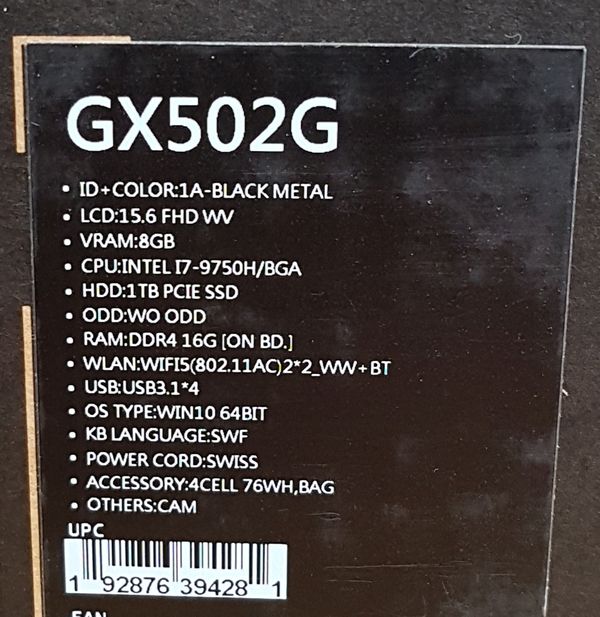 GX502G
• ID+COLOR:1A-BLACK METAL
• LCD:15.6 FHD WV
• VRAM:8GB
• CPU:INTEL I7-9750H/BGA
• HDD:1TB PCIE SSD
• ODD:WO ODD
• RAM:DDR4 16G [ON BD.]
• WLAN:WIFI5(802.11AC)2*2_WW+BT
• USB:USB3.1*4
• OS TYPE:WIN10 64BIT
• KB LANGUAGE:SWF
• POWER CORD:SWISS
• ACCESSORY:4CELL 76WH,BAG
• OTHERS:CAM
UPC
1 92876 39428 1
EAN